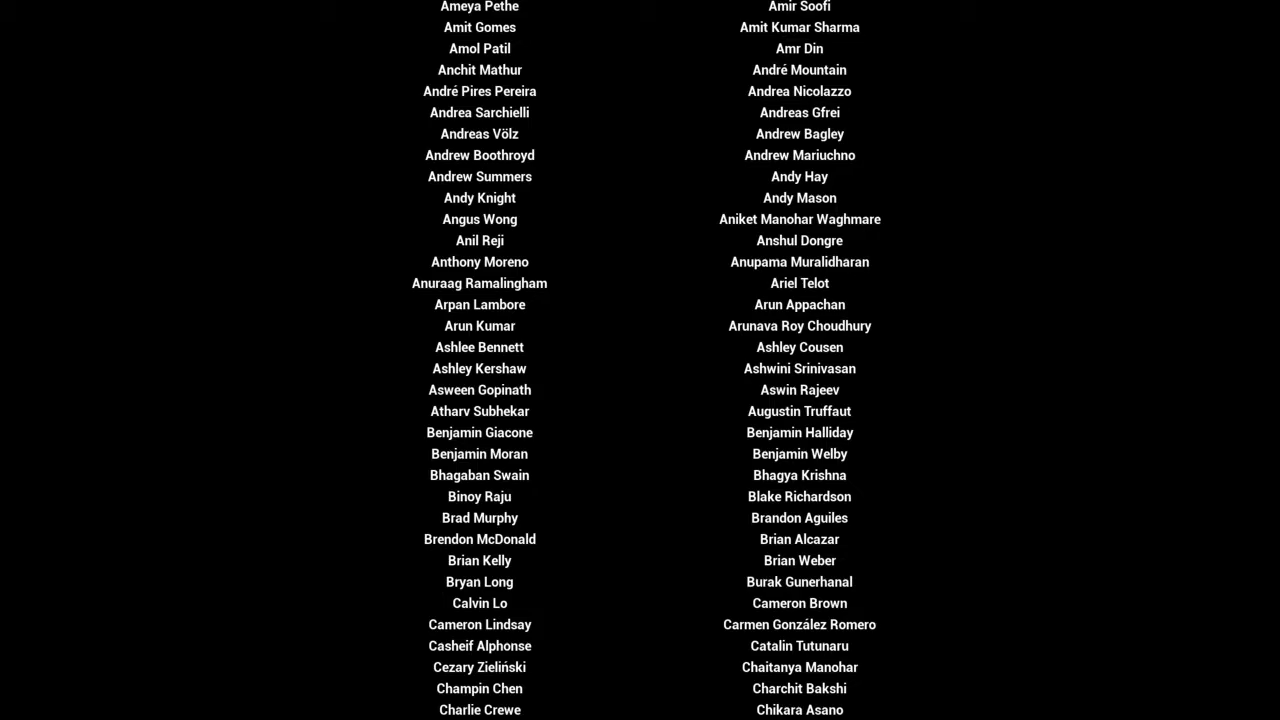 Ameya Pethe Amir Soofi
Amit Gomes Amit Kumar Sharma
Amol Patil Amr Din
Anchit Mathur André Mountain
André Pires Pereira Andrea Nicolazzo
Andrea Sarchielli Andreas Gfrei
Andreas Völz Andrew Bagley
Andrew Boothroyd Andrew Mariuchno
Andrew Summers Andy Hay
Andy Knight Andy Mason
Angus Wong Aniket Manohar Waghmare
Anil Reji Anshul Dongre
Anthony Moreno Anupama Muralidharan
Anuraag Ramalingham Ariel Telot
Arpan Lambore Arun Appachan
Arun Kumar Arunava Roy Choudhury
Ashlee Bennett Ashley Cousen
Ashley Kershaw Ashwini Srinivasan
Asween Gopinath Aswin Rajeev
Atharv Subhekar Augustin Truffaut
Benjamin Giacone Benjamin Halliday
Benjamin Moran Benjamin Welby
Bhagaban Swain Bhagya Krishna
Binoy Raju Blake Richardson
Brad Murphy Brandon Aguiles
Brendon McDonald Brian Alcazar
Brian Kelly Brian Weber
Bryan Long Burak Gunerhanal
Calvin Lo Cameron Brown
Cameron Lindsay Carmen González Romero
Casheif Alphonse Catalin Tutunaru
Cezary Zieliński Chaitanya Manohar
Champin Chen Charchit Bakshi
Charlie Crewe Chikara Asano